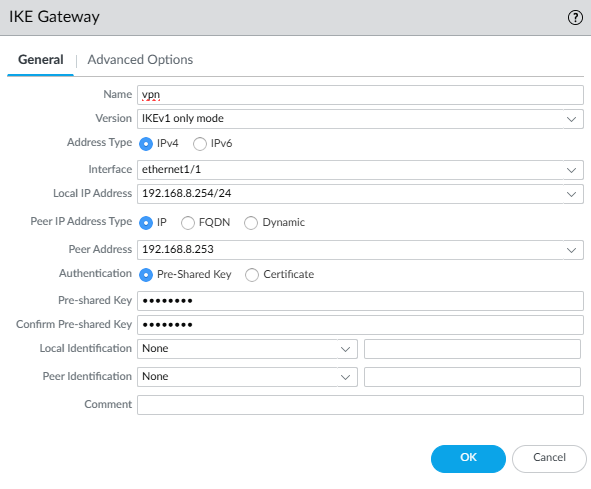 IKE Gateway ?
General | Advanced Options
Name vpn
Version IKEv1 only mode
Address Type IPv4 IPv6
Interface ethernet1/1
Local IP Address 192.168.8.254/24
Peer IP Address Type IP FQDN Dynamic
Peer Address 192.168.8.253
Authentication Pre-Shared Key Certificate
Pre-shared Key ••••••••
Confirm Pre-shared Key ••••••••
Local Identification None
Peer Identification None
Comment
OK Cancel